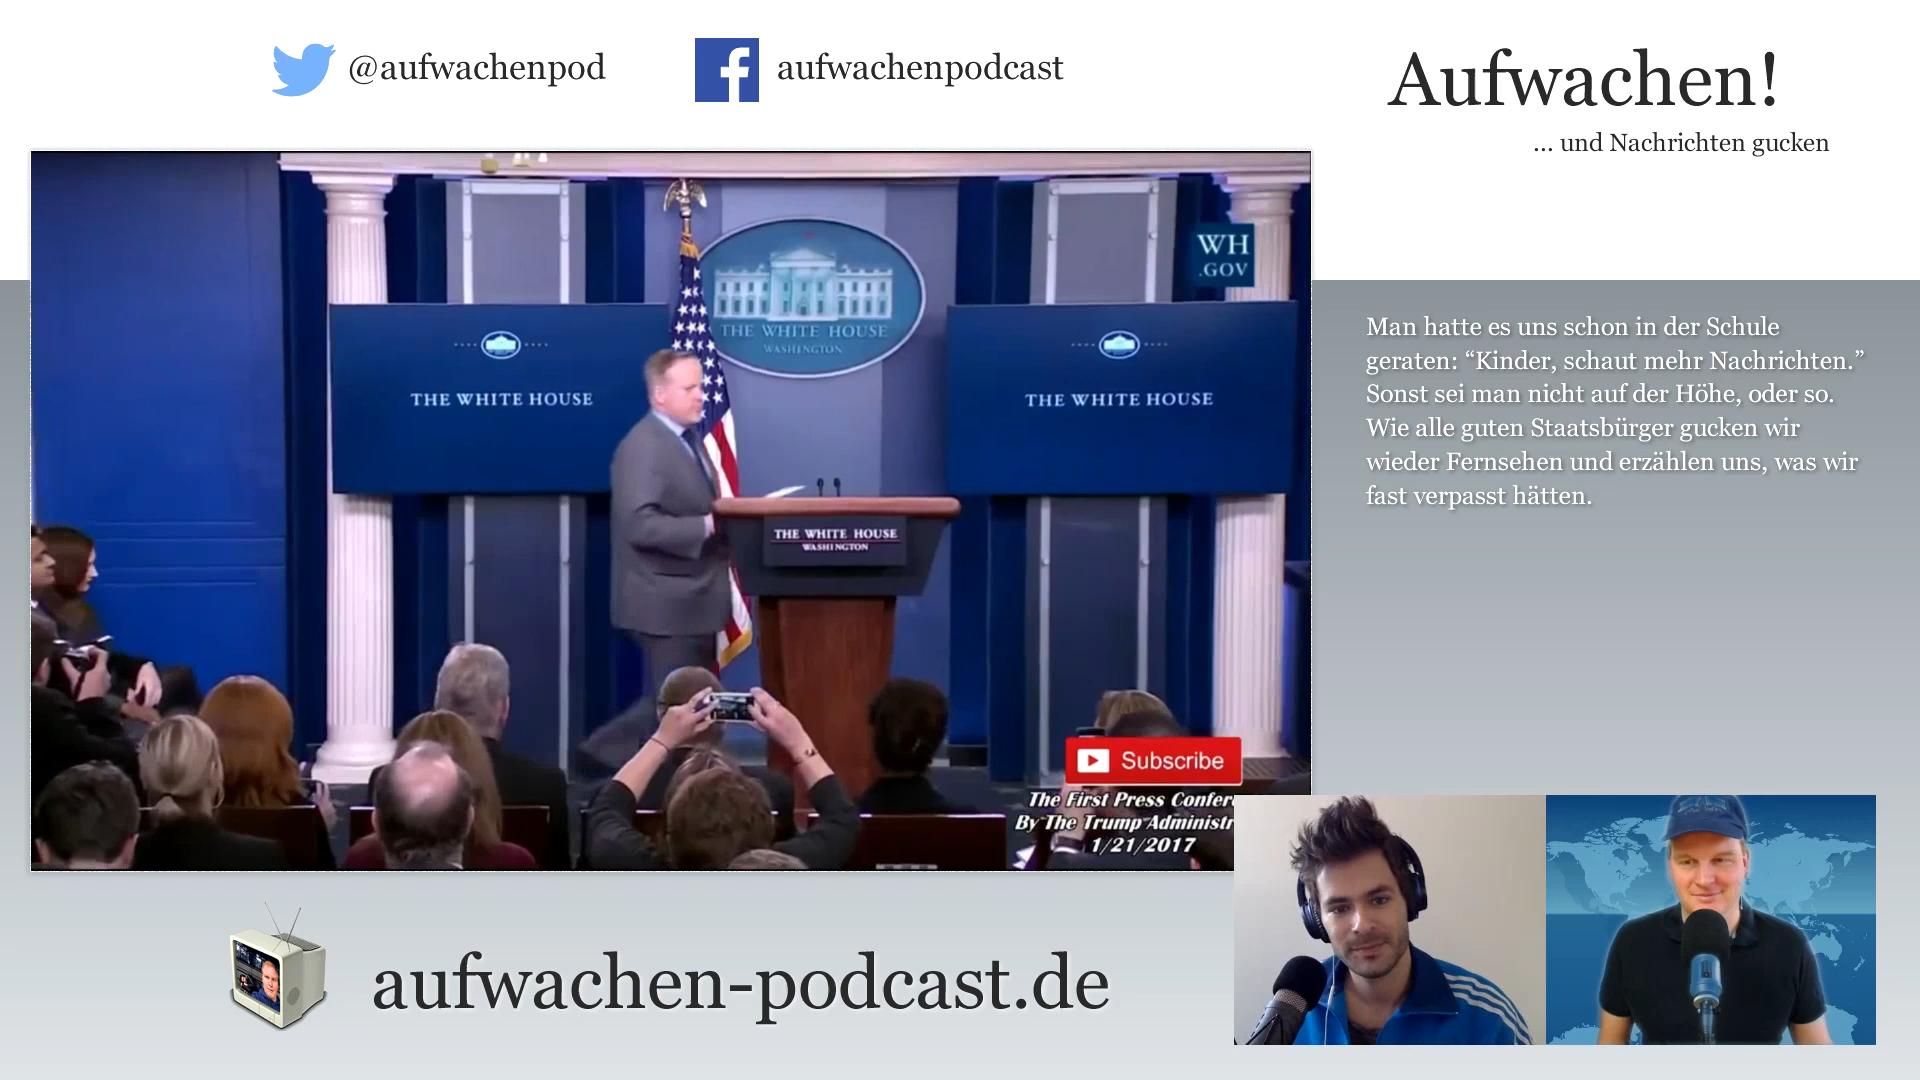 @aufwachenpod
aufwachenpodcast
Aufwachen!
... und Nachrichten gucken
WH
.GOV
THE WHITE HOUSE
WASHINGTON
THE WHITE HOUSE
THE WHITE HOUSE
THE WHITE HOUSE
WASHINGTON
Subscribe
The First Press
By The Trump
1/21/2017
Man hatte es uns schon in der Schule
geraten: “Kinder, schaut mehr Nachrichten.”
Sonst sei man nicht auf der Höhe, oder so.
Wie alle guten Staatsbürger gucken wir
wieder Fernsehen und erzählen uns, was wir
fast verpasst hätten.
aufwachen-podcast.de